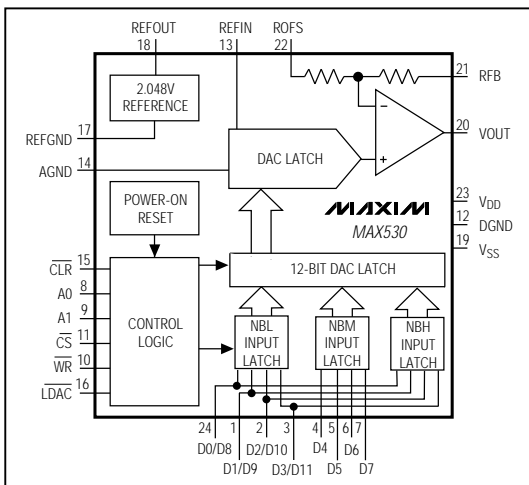 REFOUT REFIN ROFS
18 13 22
21 RFB
2.048V
REFERENCE
20 VOUT
REFGND 17
AGND 14
DAC LATCH
−
+
POWER-ON
RESET
MAXIM
MAX530
23 VDD
12 DGND
19 VSS
12-BIT DAC LATCH
CLR 15
A0 8
A1 9
CS 11
WR 10
LDAC 16
CONTROL
LOGIC
NBL
INPUT
LATCH
NBM
INPUT
LATCH
NBH
INPUT
LATCH
24 1 2 3 4 5 6 7
D0/D8 D2/D10 D4 D6
D1/D9 D3/D11 D5 D7